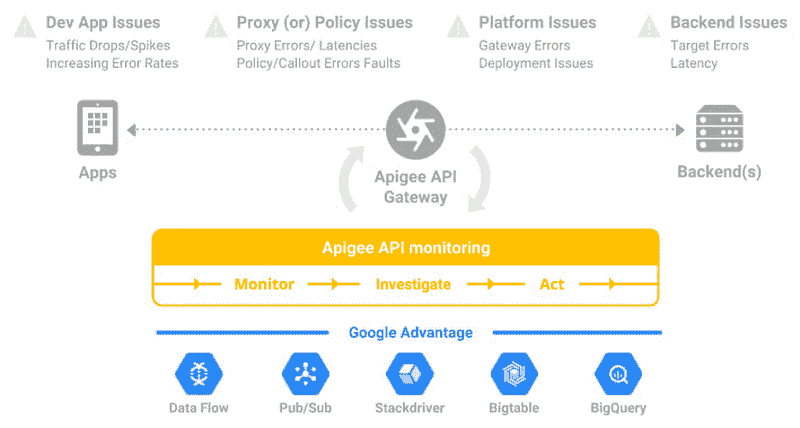 Dev App Issues
Traffic Drops/Spikes
Increasing Error Rates
Proxy (or) Policy Issues
Proxy Errors/ Latencies
Policy/Callout Errors Faults
Platform Issues
Gateway Errors
Deployment Issues
Backend Issues
Target Errors
Latency
Apps
Apigee API
Gateway
Backend(s)
Apigee API monitoring
Monitor
Investigate
Act
Google Advantage
Data Flow
Pub/Sub
Stackdriver
Bigtable
BigQuery